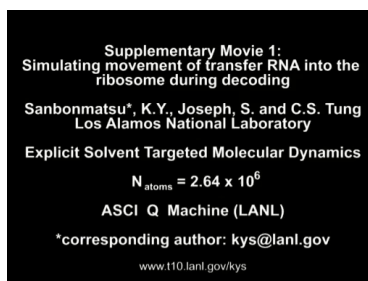 Supplementary Movie 1:
Simulating movement of transfer RNA into the
ribosome during decoding
Sanbonmatsu*, K.Y., Joseph, S. and C.S. Tung
Los Alamos National Laboratory
Explicit Solvent Targeted Molecular Dynamics
N atoms = 2.64 x 10⁶
ASCI Q Machine (LANL)
*corresponding author: kys@lanl.gov
www.t10.lanl.gov/kys